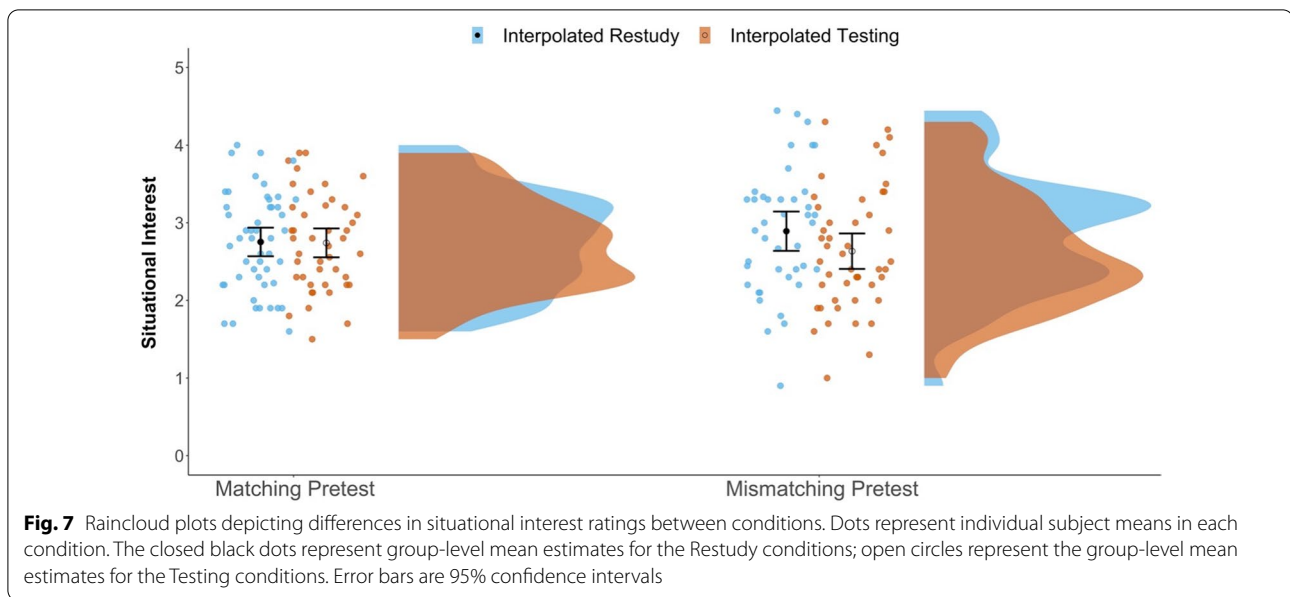 Interpolated Restudy Interpolated Testing
5
4
3
2
1
0
Situational Interest
Matching Pretest Mismatching Pretest
Fig. 7 Raincloud plots depicting differences in situational interest ratings between conditions. Dots represent individual subject means in each
condition. The closed black dots represent group-level mean estimates for the Restudy conditions; open circles represent the group-level mean
estimates for the Testing conditions. Error bars are 95% confidence intervals